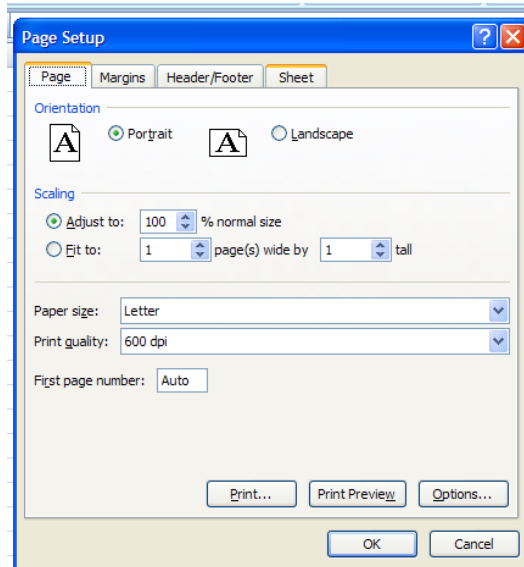 Page Setup
Page Margins Header/Footer Sheet
Orientation
A Portrait A Landscape
Scaling
Adjust to: 100 % normal size
Fit to: 1 page(s) wide by 1 tall
Paper size: Letter
Print quality: 600 dpi
First page number: Auto
Print... Print Preview Options...
OK Cancel